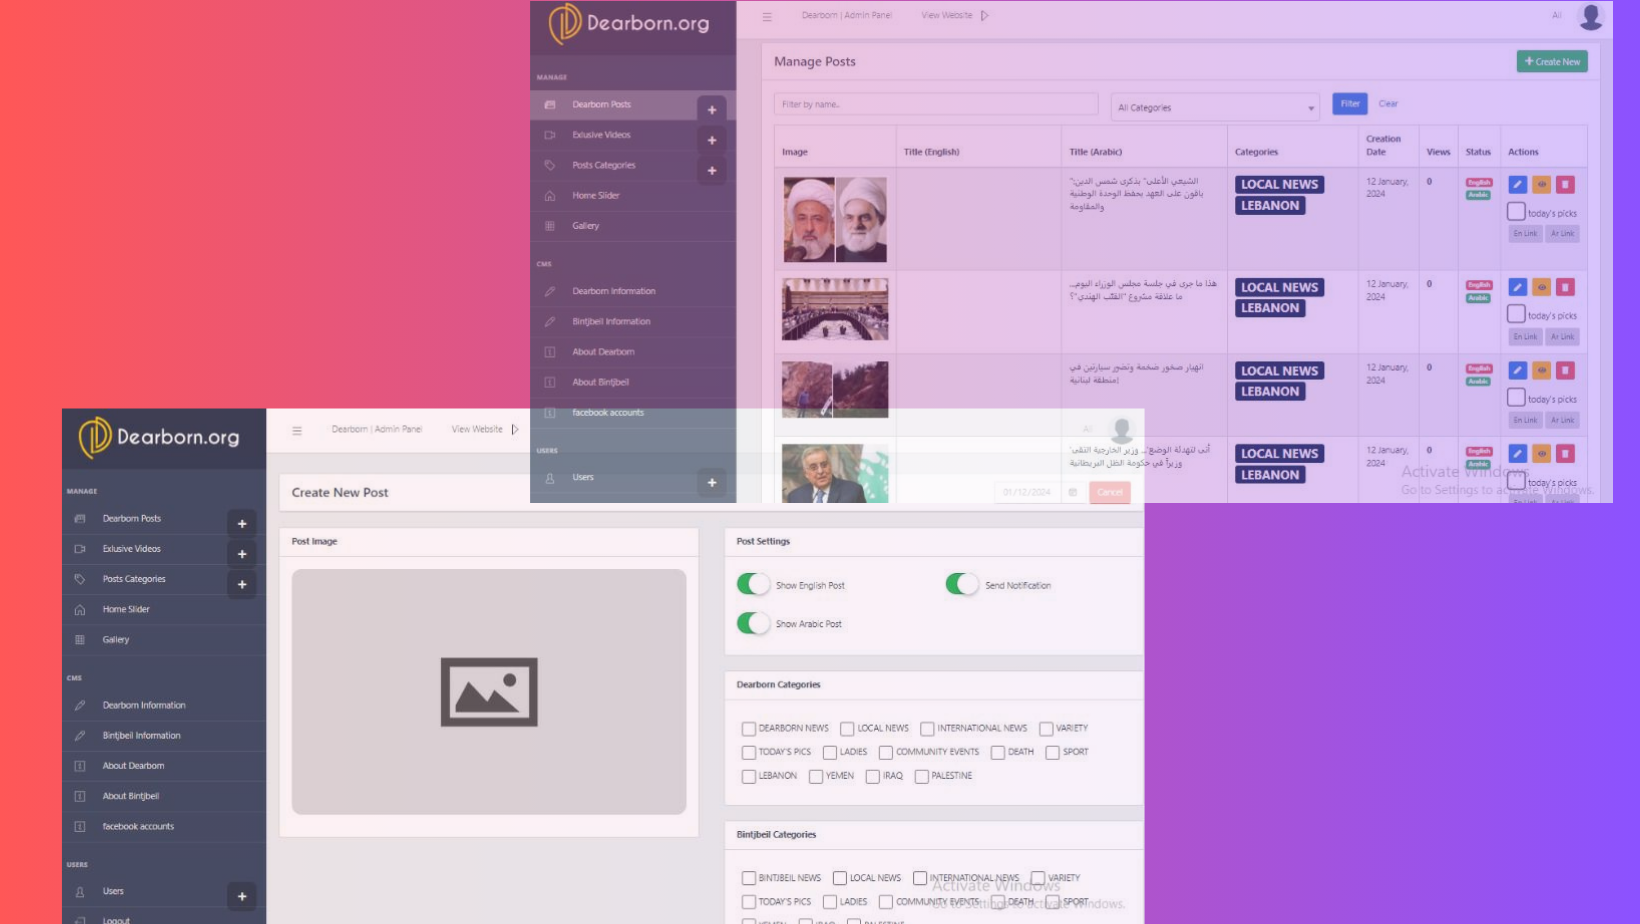 Dearborn.org
Dearborn | Admin Panel View Website
All
MANAGE
Dearborn Posts
Exlusive Videos
Posts Categories
Home Slider
Gallery
CMS
Dearborn Information
Bintjbeil Information
About Dearborn
About Bintjbeil
facebook accounts
USERS
Users
Manage Posts
+ Create New
Filter by name..
All Categories
Filter
Clear
Image Title (English) Title (Arabic) Categories Creation Date Views Status Actions
الشيعي الأعلى" بذكرى شمس الدين:"
باقون على العهد بحفظ الوحدة الوطنية
والمقاومة
LOCAL NEWS
LEBANON
12 January, 2024
0
English
Arabic
today's picks
En Link Ar Link
هذا ما جرى في جلسة مجلس الوزراء اليوم..
ما علاقة مشروع "القنّب الهندي"؟
LOCAL NEWS
LEBANON
12 January, 2024
0
English
Arabic
today's picks
En Link Ar Link
انهيار صخور ضخمة وتضرر سيارتين في
منطقة لبنانية!
LOCAL NEWS
LEBANON
12 January, 2024
0
English
Arabic
today's picks
En Link Ar Link
أتى لتهدئة الوضع".. وزير الخارجية التقى"
وزيراً في حكومة الظل البريطانية
LOCAL NEWS
LEBANON
12 January, 2024
0
English
Arabic
today's picks
Activate Windows
Go to Settings to activate Windows.
Dearborn.org
Dearborn | Admin Panel View Website
All
MANAGE
Dearborn Posts
Exlusive Videos
Posts Categories
Home Slider
Gallery
CMS
Dearborn Information
Bintjbeil Information
About Dearborn
About Bintjbeil
facebook accounts
USERS
Users
Logout
Create New Post
01/12/2024
Cancel
Post Image
Post Settings
Show English Post Send Notification
Show Arabic Post
Dearborn Categories
DEARBORN NEWS LOCAL NEWS INTERNATIONAL NEWS VARIETY
TODAY'S PICS LADIES COMMUNITY EVENTS DEATH SPORT
LEBANON YEMEN IRAQ PALESTINE
Bintjbeil Categories
BINTJBEIL NEWS LOCAL NEWS INTERNATIONAL NEWS VARIETY
TODAY'S PICS LADIES COMMUNITY EVENTS DEATH SPORT
YEMEN IRAQ PALESTINE
Activate Windows
Go to Settings to activate Windows.